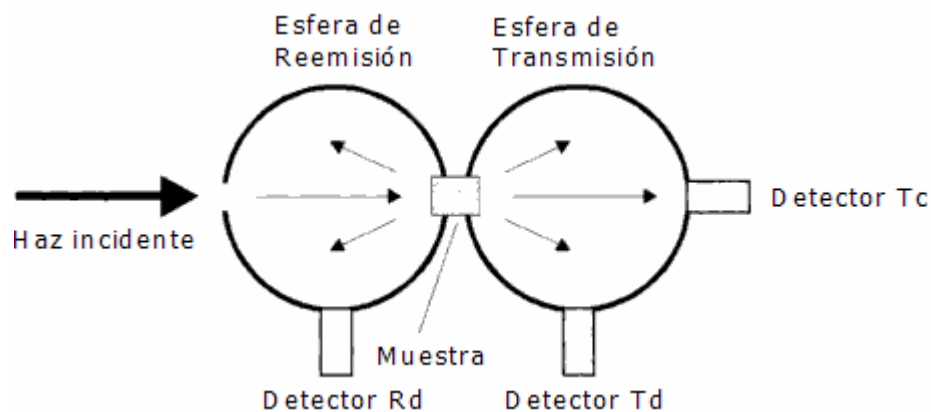 Esfera de
Reemisión
Esfera de
Transmisión
Detector Tc
Haz incidente
Muestra
Detector Rd
Detector Td